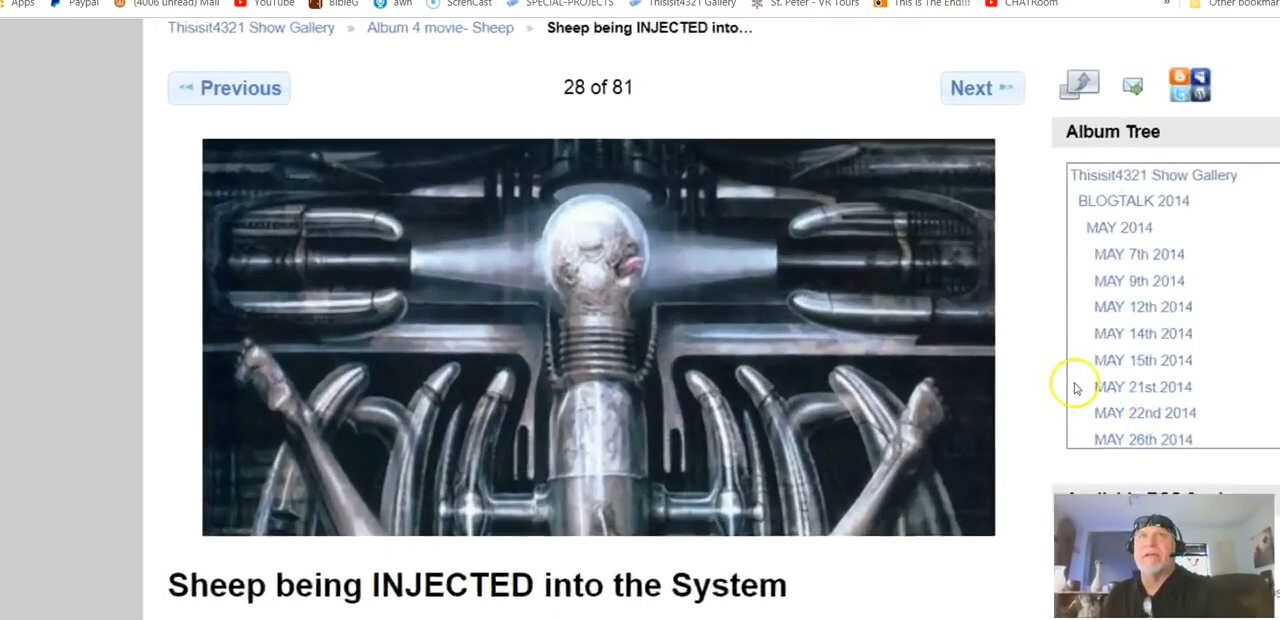 Apps
Paypal
(4006 unread) Mail
YouTube
BibleG
awn
ScrenCast
SPECIAL-PROJECTS
Thisisit4321 Gallery
St. Peter - VR Tours
This Is The End!!!
CHATRoom
»
Other bookmar
Thisisit4321 Show Gallery » Album 4 movie- Sheep » Sheep being INJECTED into...
Previous
28 of 81
Next
Album Tree
Thisisit4321 Show Gallery
BLOGTALK 2014
MAY 2014
MAY 7th 2014
MAY 9th 2014
MAY 12th 2014
MAY 14th 2014
MAY 15th 2014
MAY 21st 2014
MAY 22nd 2014
MAY 26th 2014
Sheep being INJECTED into the System